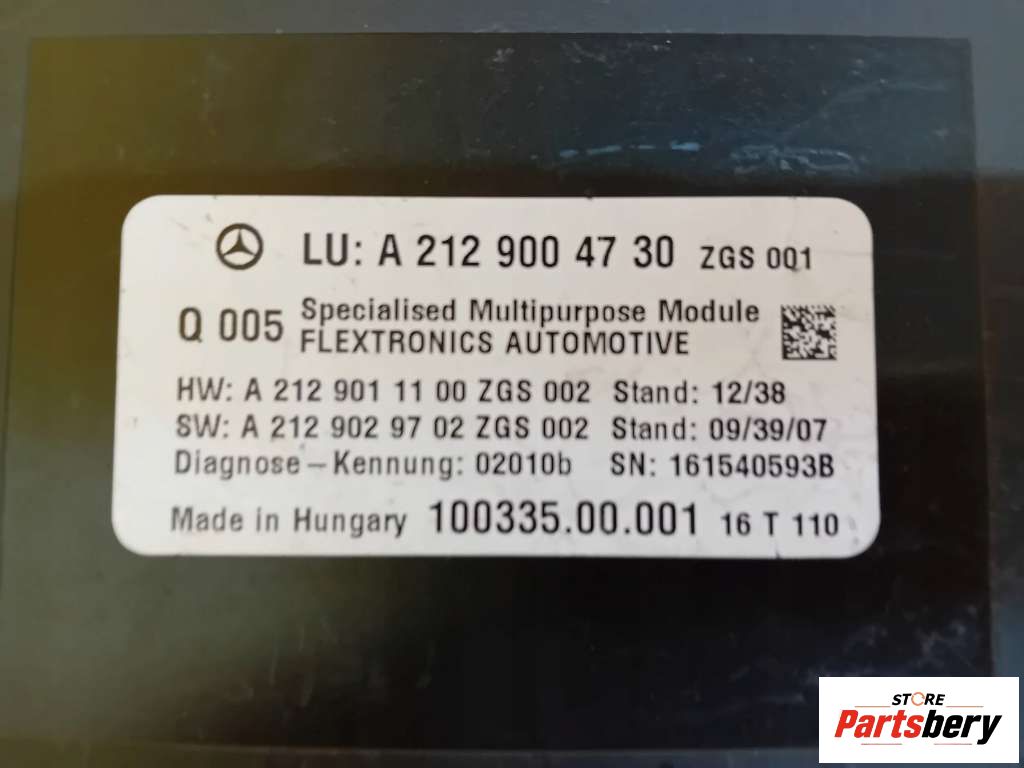 LU: A 212 900 47 30 ZGS 001
Q 005
Specialised Multipurpose Module
FLEXTRONICS AUTOMOTIVE
HW: A 212 901 11 00 ZGS 002 Stand: 12/38
SW: A 212 902 97 02 ZGS 002 Stand: 09/39/07
Diagnose-Kennung: 02010b SN: 161540593B
Made in Hungary 100335.00.001 16 T 110
STORE
Partsbery